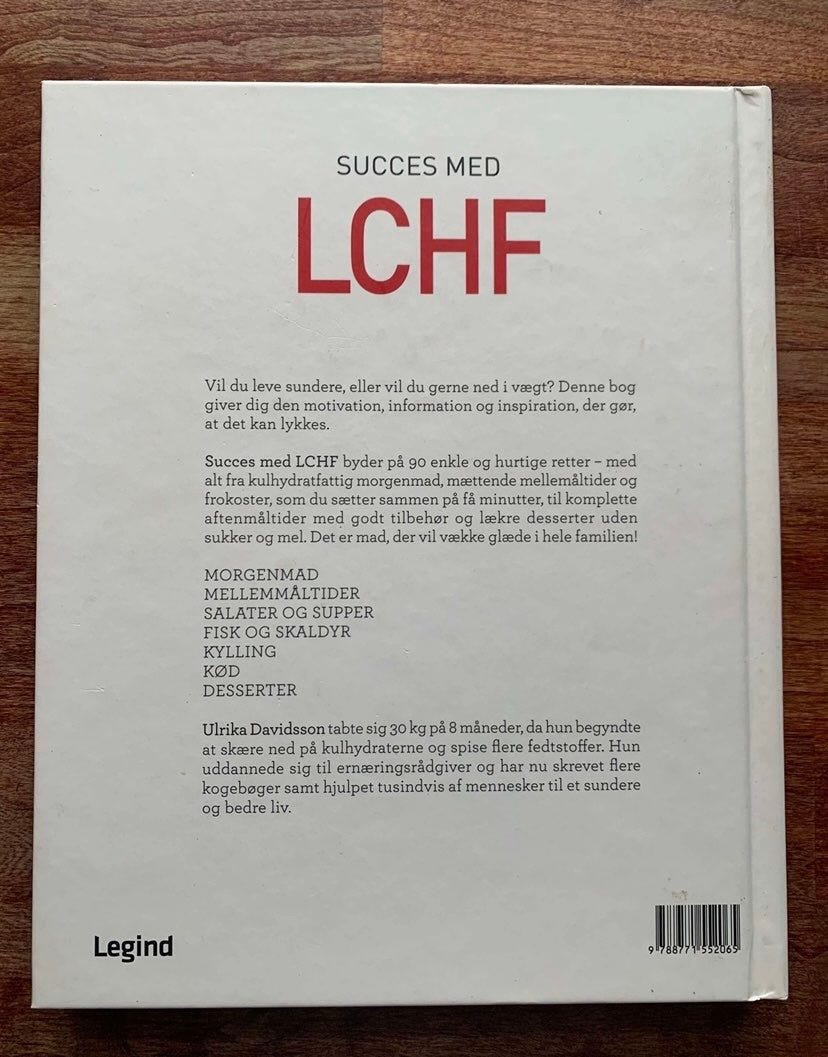 SUCCES MED
LCHF
Vil du leve sundere, eller vil du gerne ned i vægt? Denne bog
giver dig den motivation, information og inspiration, der gør,
at det kan lykkes.
Succes med LCHF byder på 90 enkle og hurtige retter – med
alt fra kulhydratfattig morgenmad, mættende mellemåltider og
frokoster, som du sætter sammen på få minutter, til komplette
aftenmåltider med godt tilbehør og lækre desserter uden
sukker og mel. Det er mad, der vil vække glæde i hele familien!
MORGENMAD
MELLEMMÅLTIDER
SALATER OG SUPPER
FISK OG SKALDYR
KYLLING
KØD
DESSERTER
Ulrika Davidsson tabte sig 30 kg på 8 måneder, da hun begyndte
at skære ned på kulhydraterne og spise flere fedtstoffer. Hun
uddannede sig til ernæringsrådgiver og har nu skrevet flere
kogebøger samt hjulpet tusindvis af mennesker til et sundere
og bedre liv.
Legind
9 788771 552065